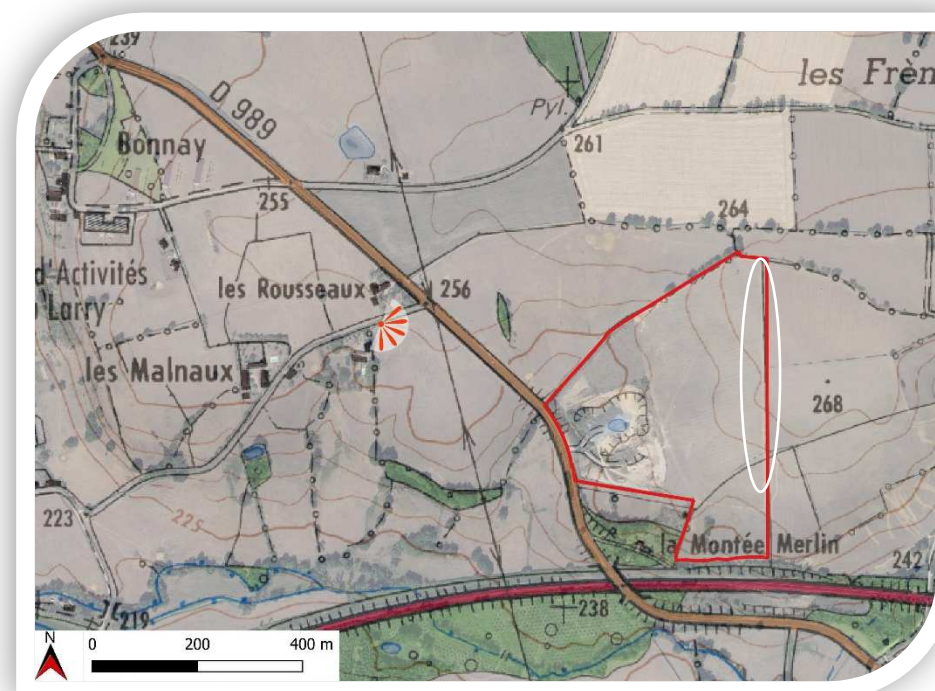 239
D 989
les Frên
Pyl.
Bonnay
261
255
264
d'Activités
Larry
les Rousseaux
256
les Malnaux
268
223
225
la Montée Merlin
242
219
238
N
0 200 400 m